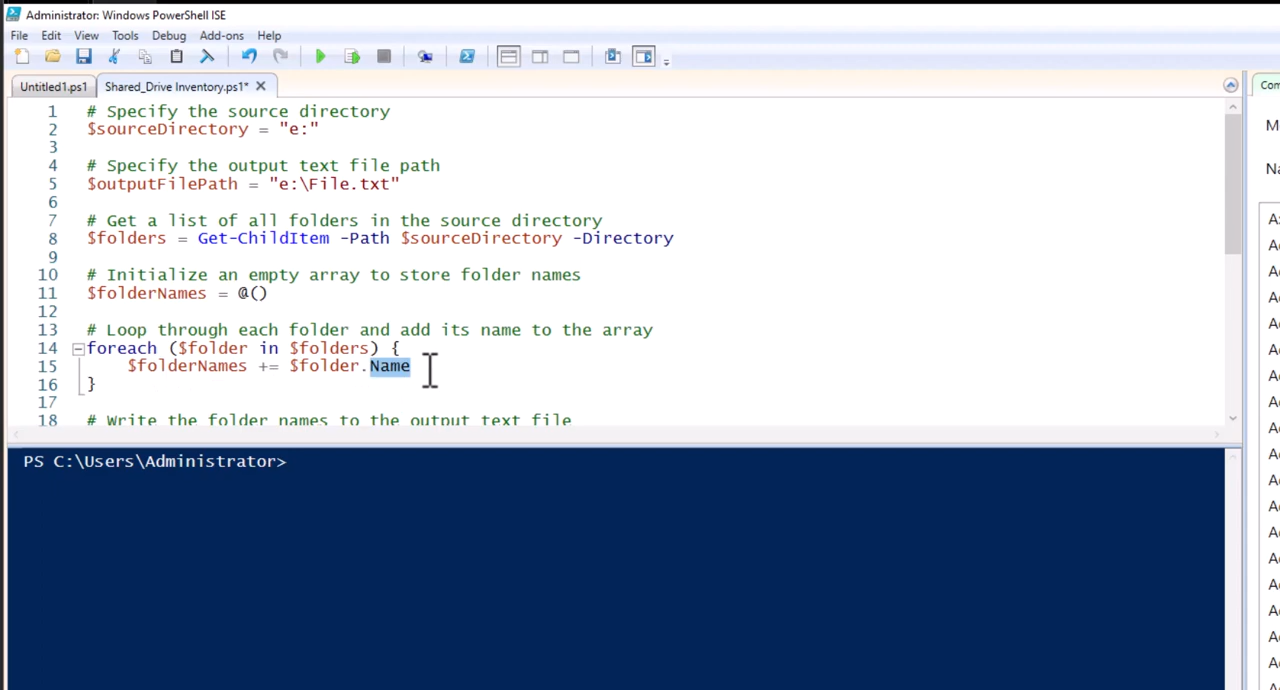 Administrator: Windows PowerShell ISE
File Edit View Tools Debug Add-ons Help
Untitled1.ps1 Shared_Drive Inventory.ps1* X
1 # Specify the source directory
2 $sourceDirectory = "e:"
3
4 # Specify the output text file path
5 $outputFilePath = "e:\File.txt"
6
7 # Get a list of all folders in the source directory
8 $folders = Get-ChildItem -Path $sourceDirectory -Directory
9
10 # Initialize an empty array to store folder names
11 $folderNames = @()
12
13 # Loop through each folder and add its name to the array
14 foreach ($folder in $folders) {
15 $folderNames += $folder.Name
16 }
17
18 # Write the folder names to the output text file
PS C:\Users\Administrator>